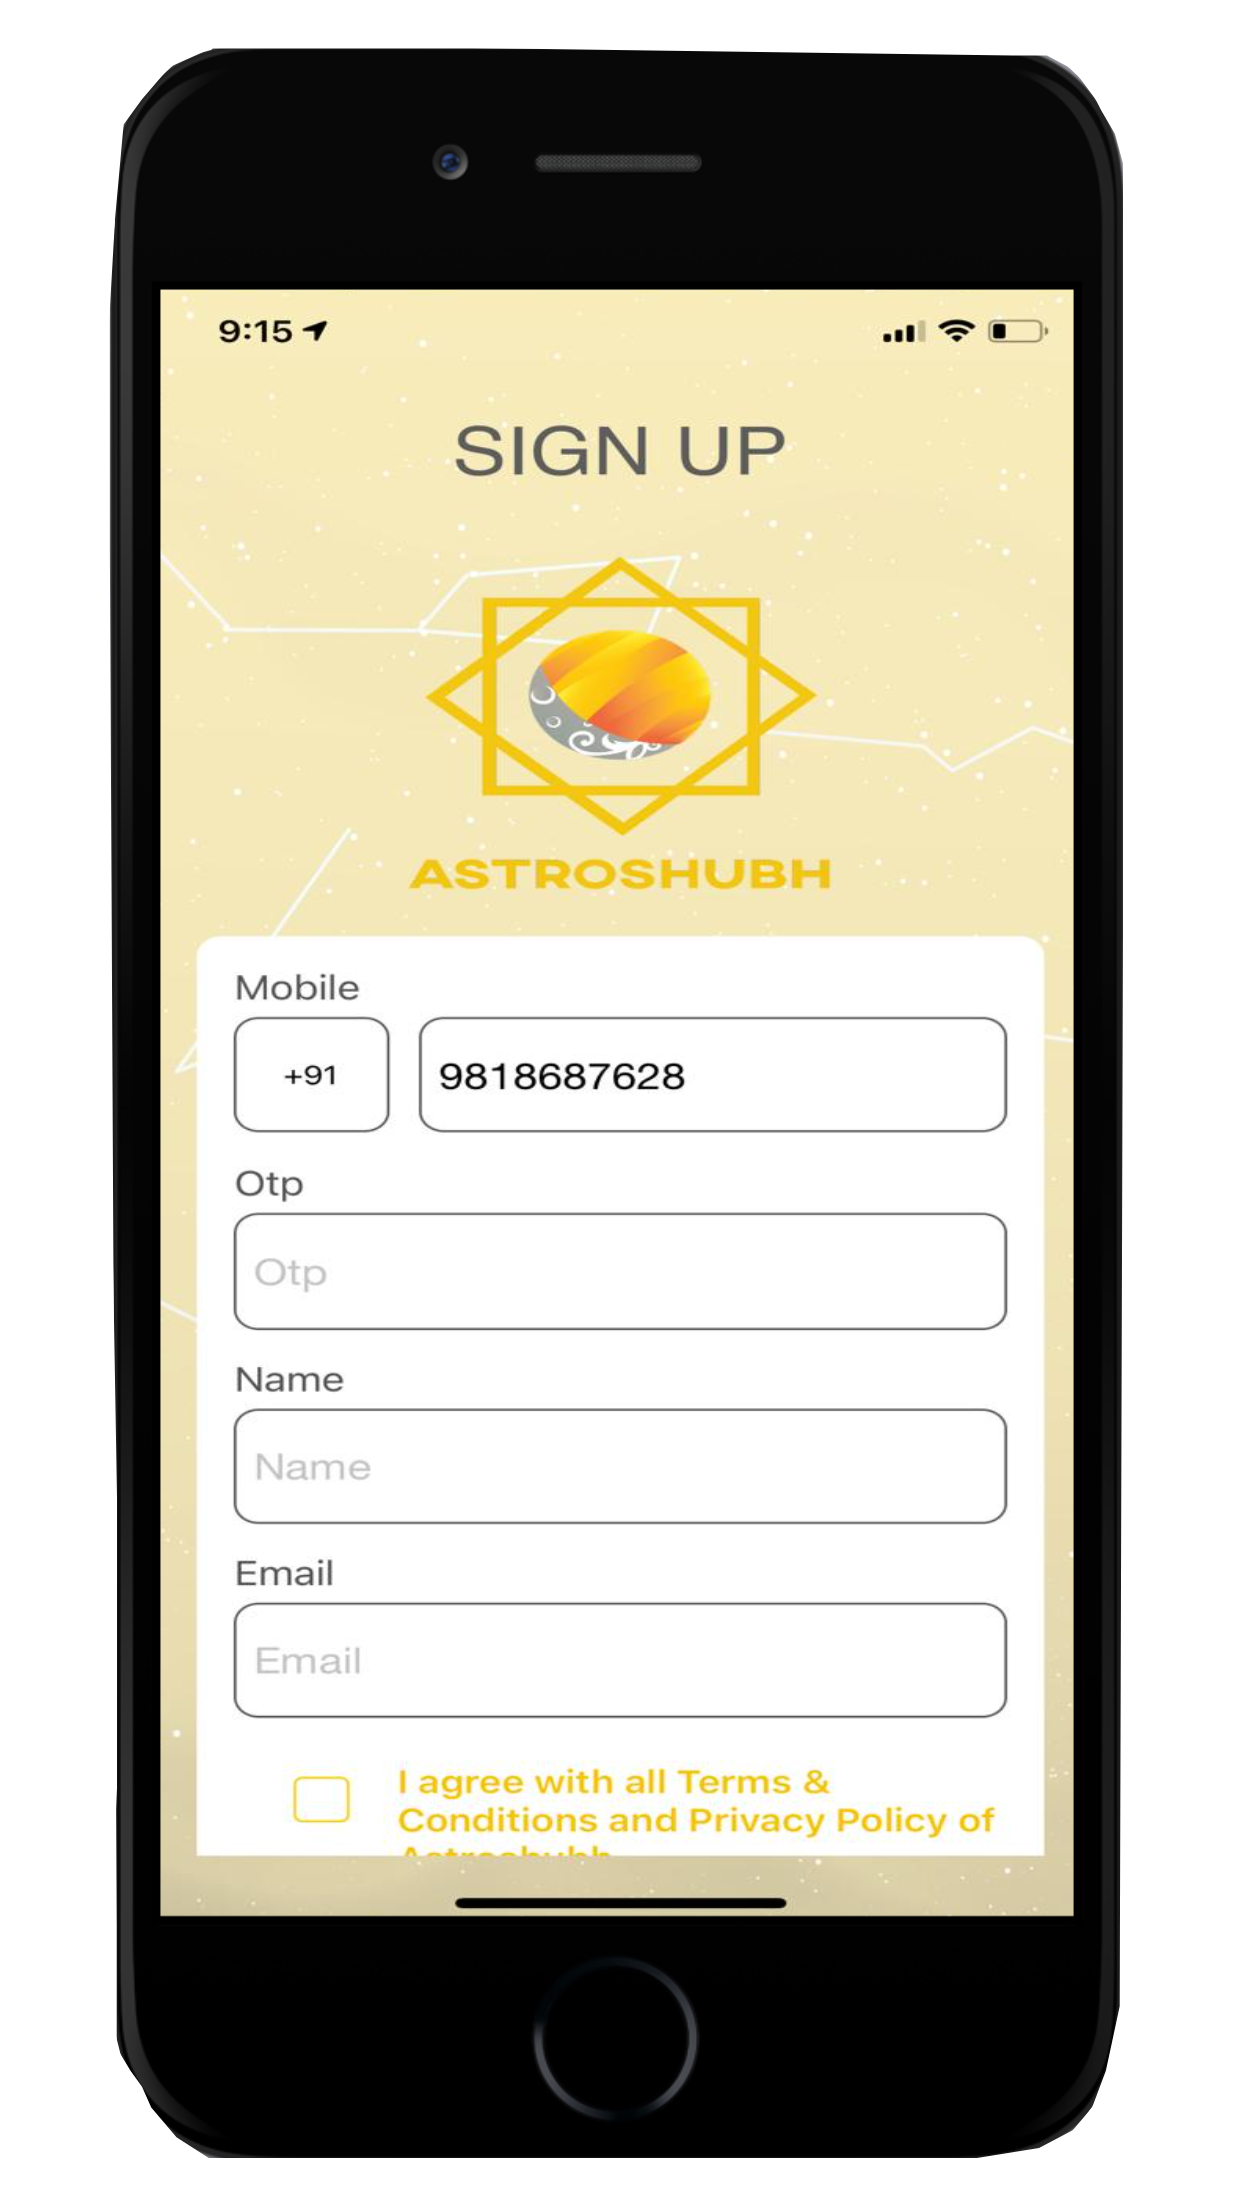 9:15
SIGN UP
ASTROSHUBH
Mobile
+91
9818687628
Otp
Otp
Name
Name
Email
Email
I agree with all Terms &
Conditions and Privacy Policy of
Astroshubh